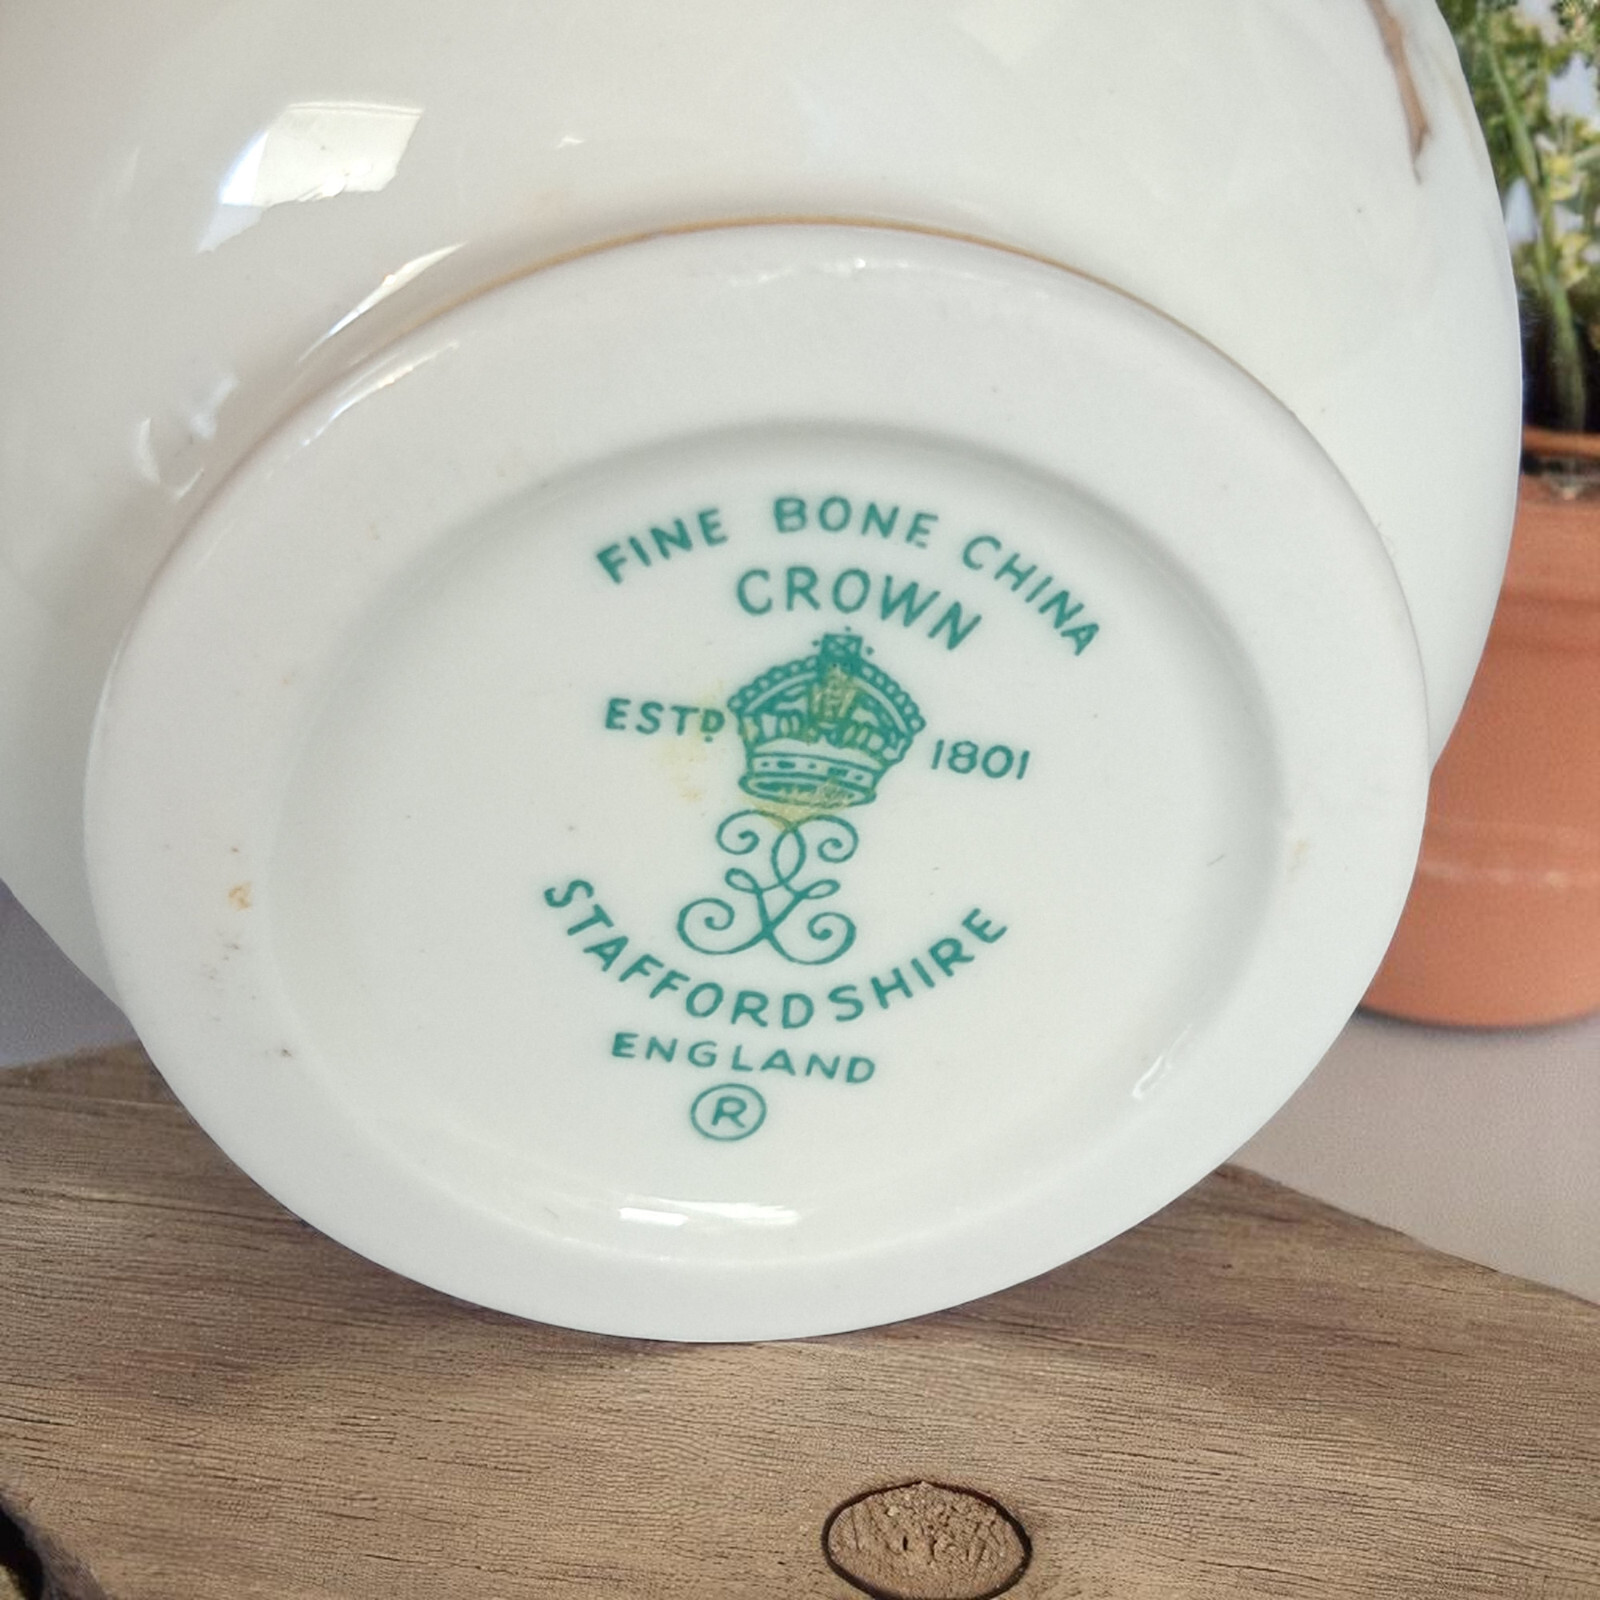 FINE BONE CHINA
CROWN
ESTD 1801
STAFFORDSHIRE
ENGLAND
®